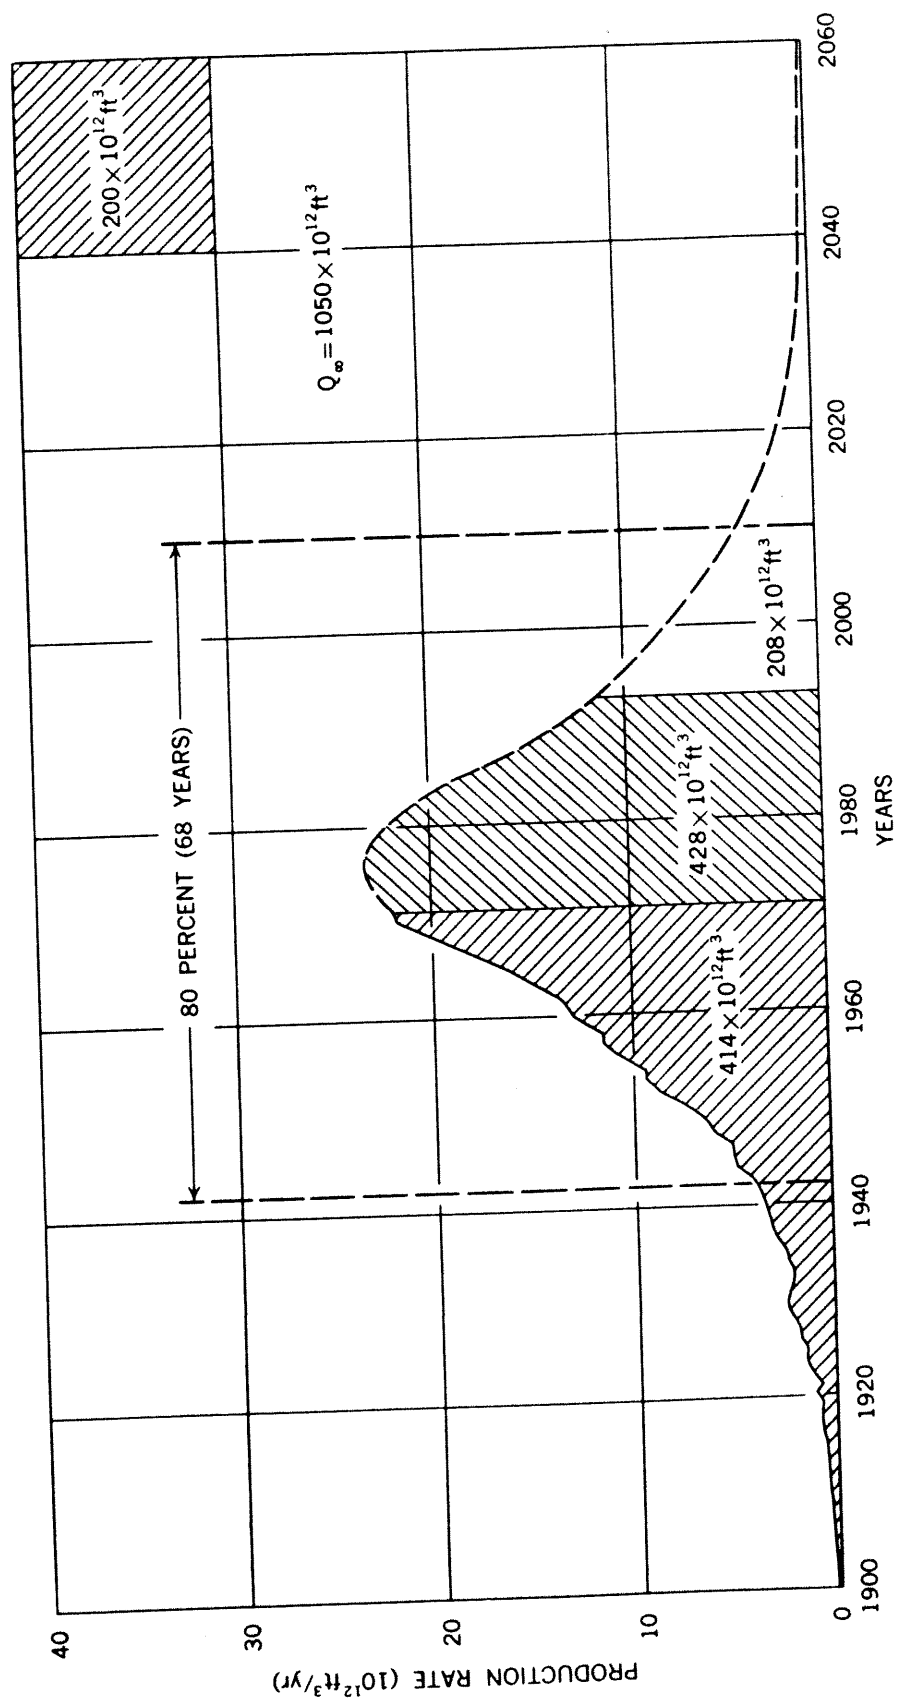 200×10¹²ft³
Q∞=1050×10¹²ft³
80 PERCENT (68 YEARS)
414×10¹²ft³
428×10¹²ft³
208×10¹²ft³
PRODUCTION RATE (10¹²ft³/yr)
40
30
20
10
0
1900
1920
1940
1960
1980
2000
2020
2040
2060
YEARS